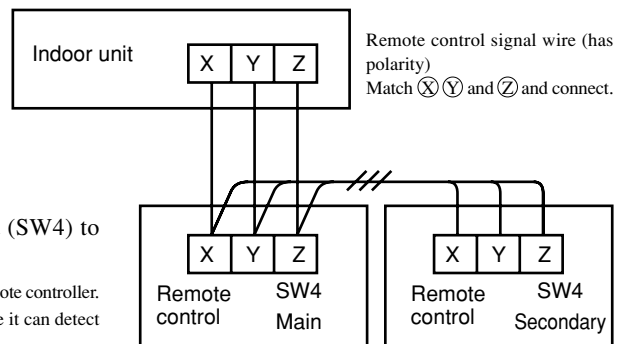 Indoor unit
X Y Z
Remote control signal wire (has
polarity)
Match Ⓧ Ⓨ and Ⓩ and connect.
(SW4) to
ote controller.
e it can detect
X Y Z
Remote
control
SW4
Main
X Y Z
Remote
control
SW4
Secondary